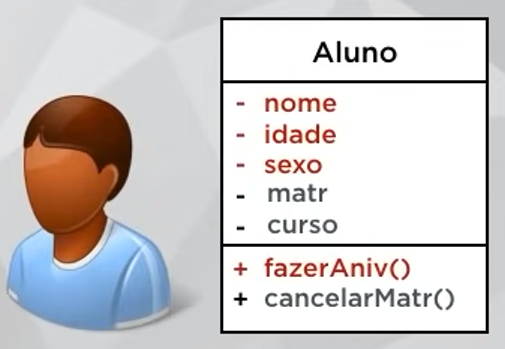 Aluno
- nome
- idade
- sexo
- matr
- curso
+ fazerAniv()
+ cancelarMatr()